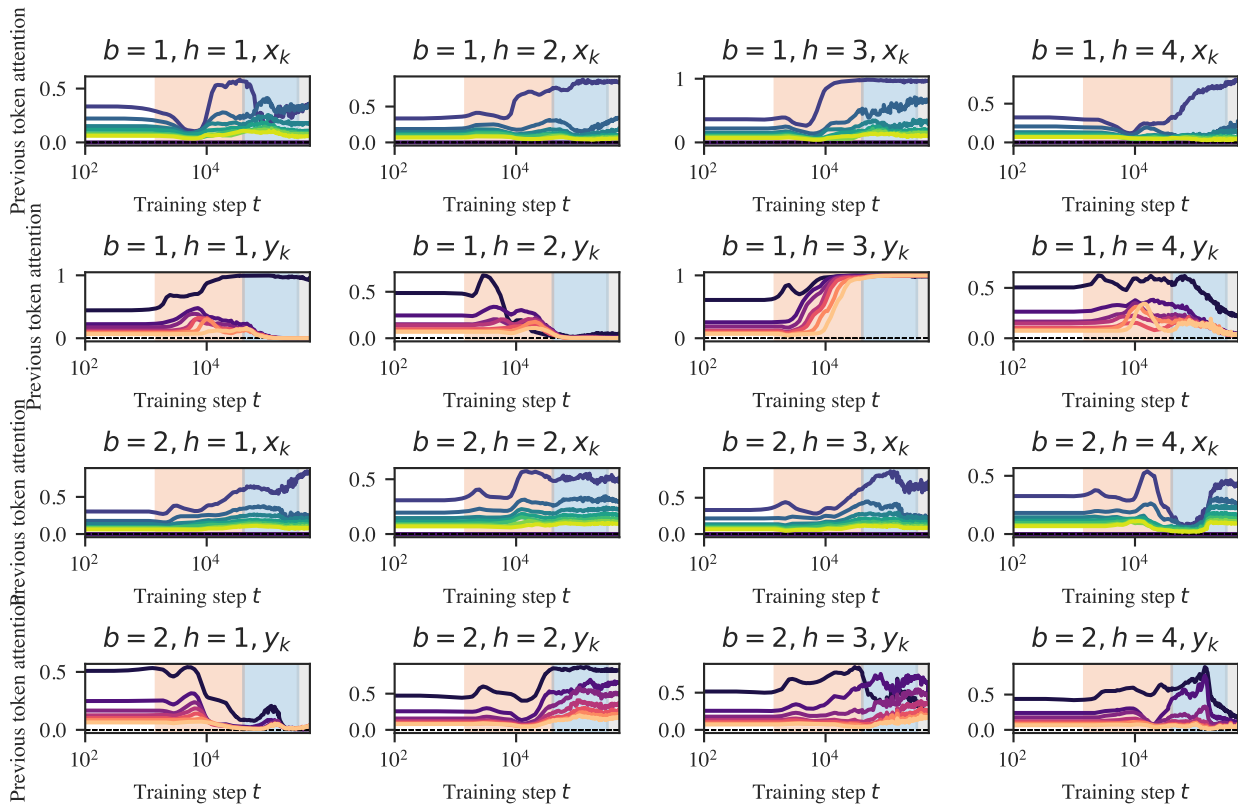 b = 1, h = 1, x_k
b = 1, h = 2, x_k
b = 1, h = 3, x_k
b = 1, h = 4, x_k
Previous token attention
0.5
0.0
0.5
0.0
1
0
0.5
0.0
10^2
10^4
10^2
10^4
10^2
10^4
10^2
10^4
Training step t
Training step t
Training step t
Training step t
b = 1, h = 1, y_k
b = 1, h = 2, y_k
b = 1, h = 3, y_k
b = 1, h = 4, y_k
Previous token attention
1
0
0.5
0.0
1
0
0.5
0.0
10^2
10^4
10^2
10^4
10^2
10^4
10^2
10^4
Training step t
Training step t
Training step t
Training step t
b = 2, h = 1, x_k
b = 2, h = 2, x_k
b = 2, h = 3, x_k
b = 2, h = 4, x_k
Previous token attention
0.5
0.0
0.5
0.0
0.5
0.0
0.5
0.0
10^2
10^4
10^2
10^4
10^2
10^4
10^2
10^4
Training step t
Training step t
Training step t
Training step t
b = 2, h = 1, y_k
b = 2, h = 2, y_k
b = 2, h = 3, y_k
b = 2, h = 4, y_k
Previous token attention
0.5
0.0
0.5
0.0
0.5
0.0
0.5
0.0
10^2
10^4
10^2
10^4
10^2
10^4
10^2
10^4
Training step t
Training step t
Training step t
Training step t